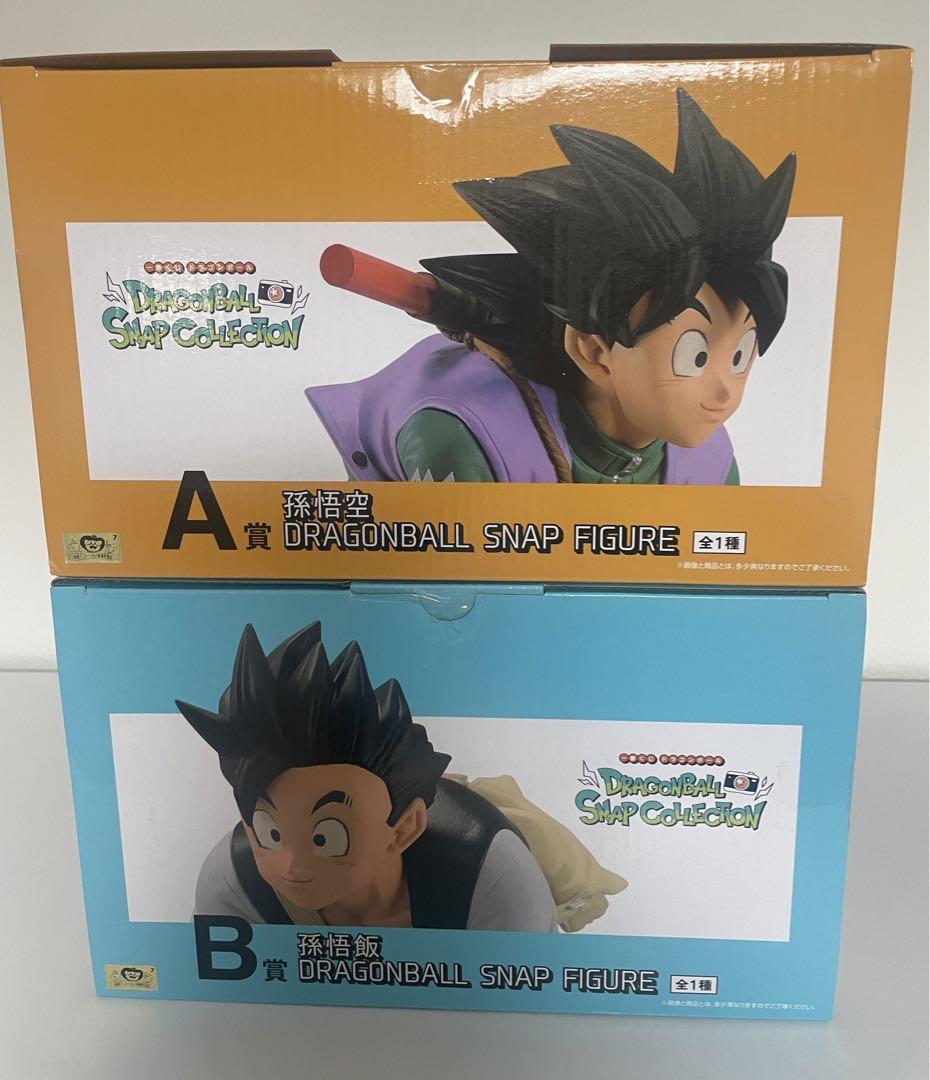 一番くじ ドラゴンボール
DRAGONBALL
SNAP COLLECTION
A賞
孫悟空
DRAGONBALL SNAP FIGURE
全1種
※画像と商品とは、多少異なりますのでご了承ください。
7
一番くじ ドラゴンボール
DRAGONBALL
SNAP COLLECTION
B賞
孫悟飯
DRAGONBALL SNAP FIGURE
全1種
※画像と商品とは、多少異なりますのでご了承ください。
7